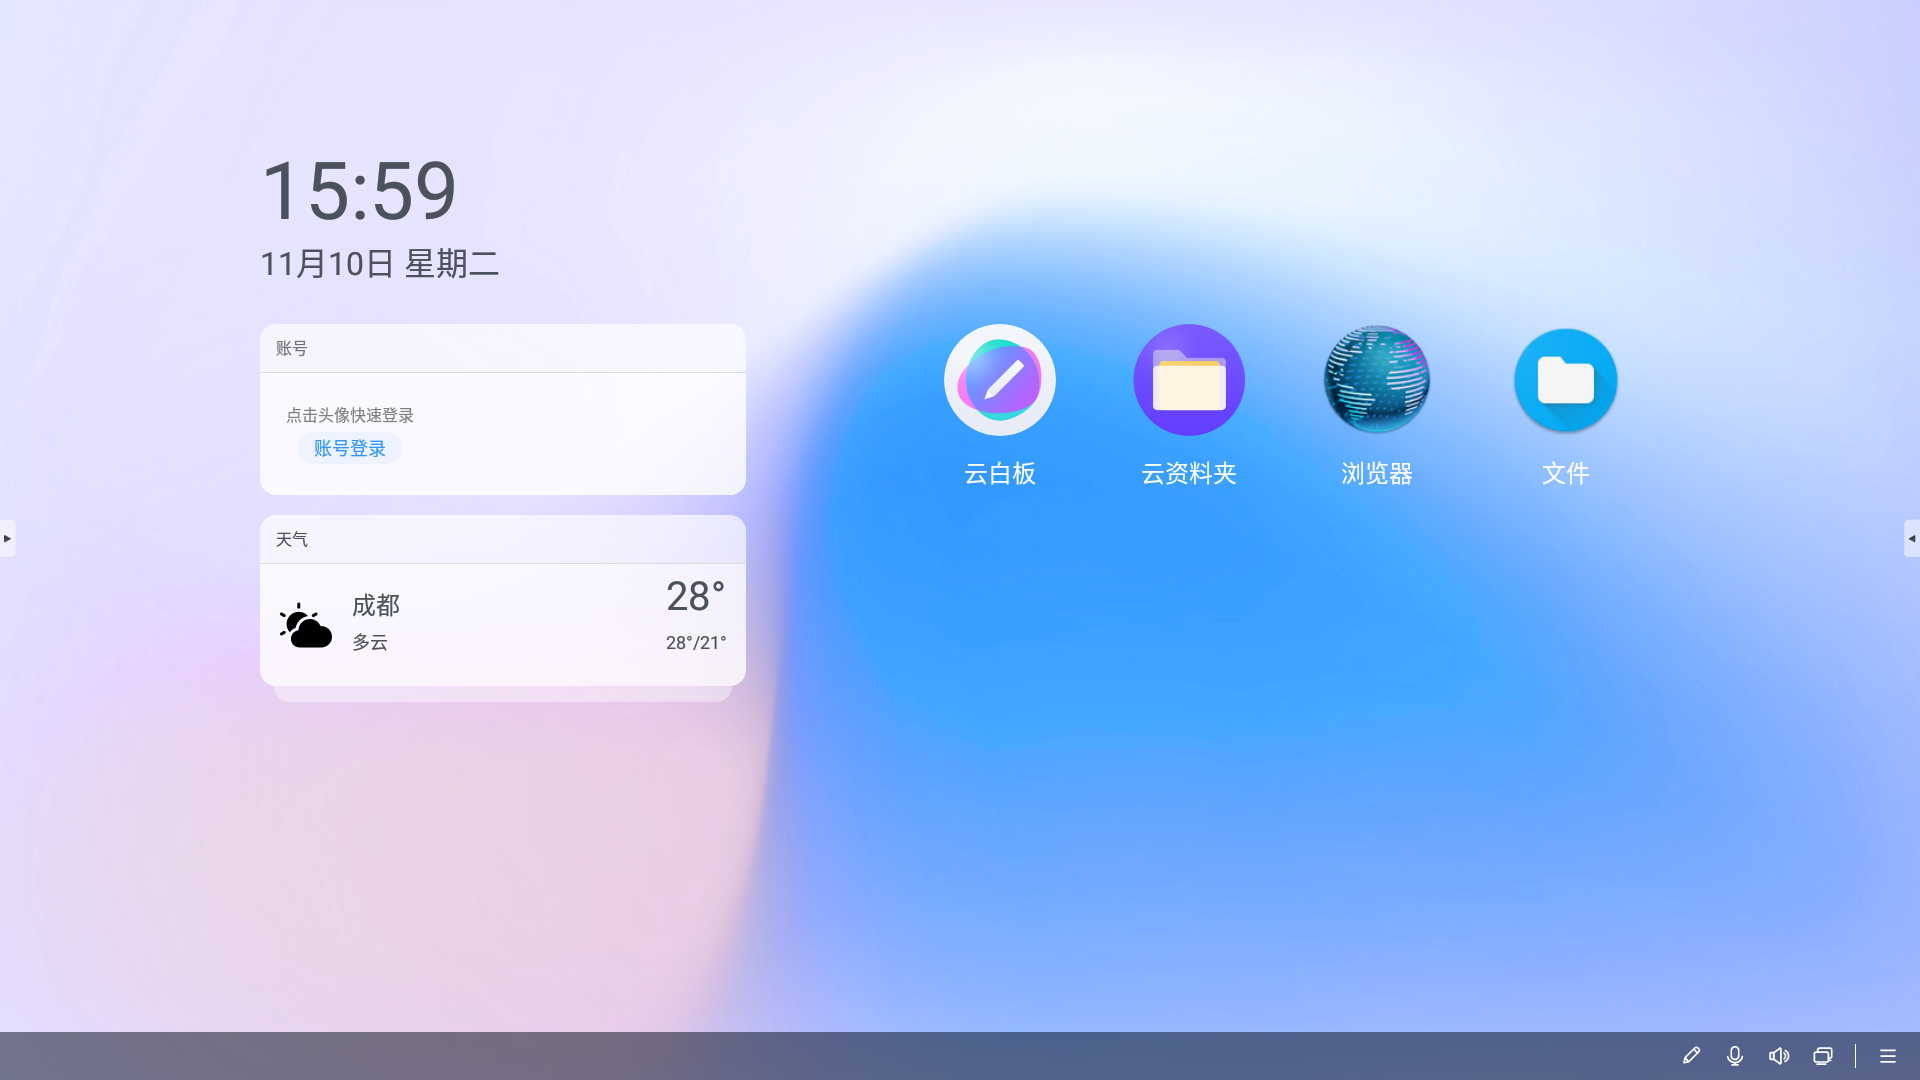 15:59
11月10日 星期二
账号
点击头像快速登录
账号登录
天气
成都
28°
多云
28°/21°
云白板
云资料夹
浏览器
文件